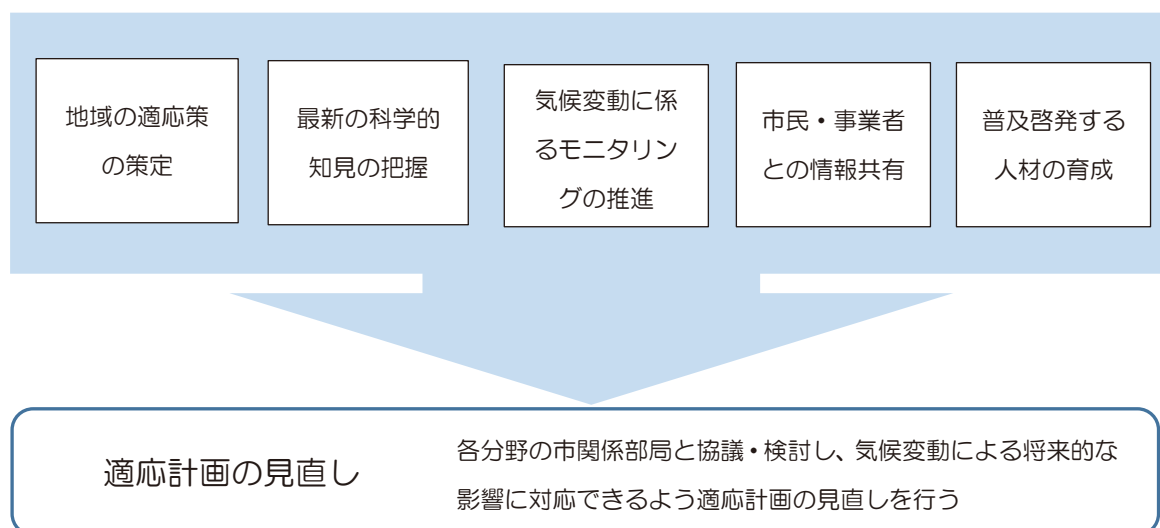 地域の適応策
の策定
最新の科学的
知見の把握
気候変動に係
るモニタリン
グの推進
市民・事業者
との情報共有
普及啓発する
人材の育成
適応計画の見直し
各分野の市関係部局と協議・検討し、気候変動による将来的な
影響に対応できるよう適応計画の見直しを行う